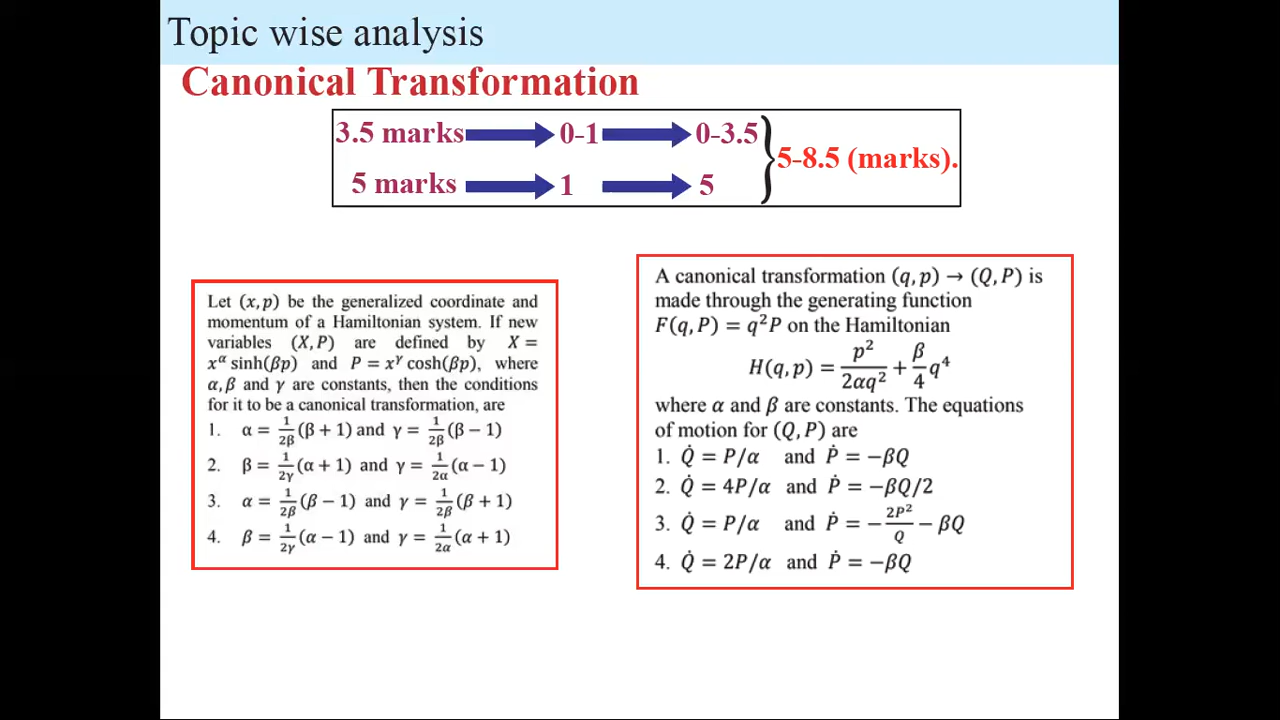 Topic wise analysis
Canonical Transformation
3.5 marks 0-1 0-3.5
5-8.5 (marks).
5 marks 1 5
Let (x, p) be the generalized coordinate and
momentum of a Hamiltonian system. If new
variables (X, P) are defined by X =
x^α sinh(βp) and P = x^γ cosh(βp), where
α, β and γ are constants, then the conditions
for it to be a canonical transformation, are
1. α = 1/2β (β + 1) and γ = 1/2β (β − 1)
2. β = 1/2γ (α + 1) and γ = 1/2α (α − 1)
3. α = 1/2β (β − 1) and γ = 1/2β (β + 1)
4. β = 1/2γ (α − 1) and γ = 1/2α (α + 1)
A canonical transformation (q, p) → (Q, P) is
made through the generating function
F(q, P) = q²P on the Hamiltonian
H(q, p) = p²/2αq² + β/4 q⁴
where α and β are constants. The equations
of motion for (Q, P) are
1. Q̇ = P/α and Ṗ = −βQ
2. Q̇ = 4P/α and Ṗ = −βQ/2
3. Q̇ = P/α and Ṗ = − 2P²/Q − βQ
4. Q̇ = 2P/α and Ṗ = −βQ